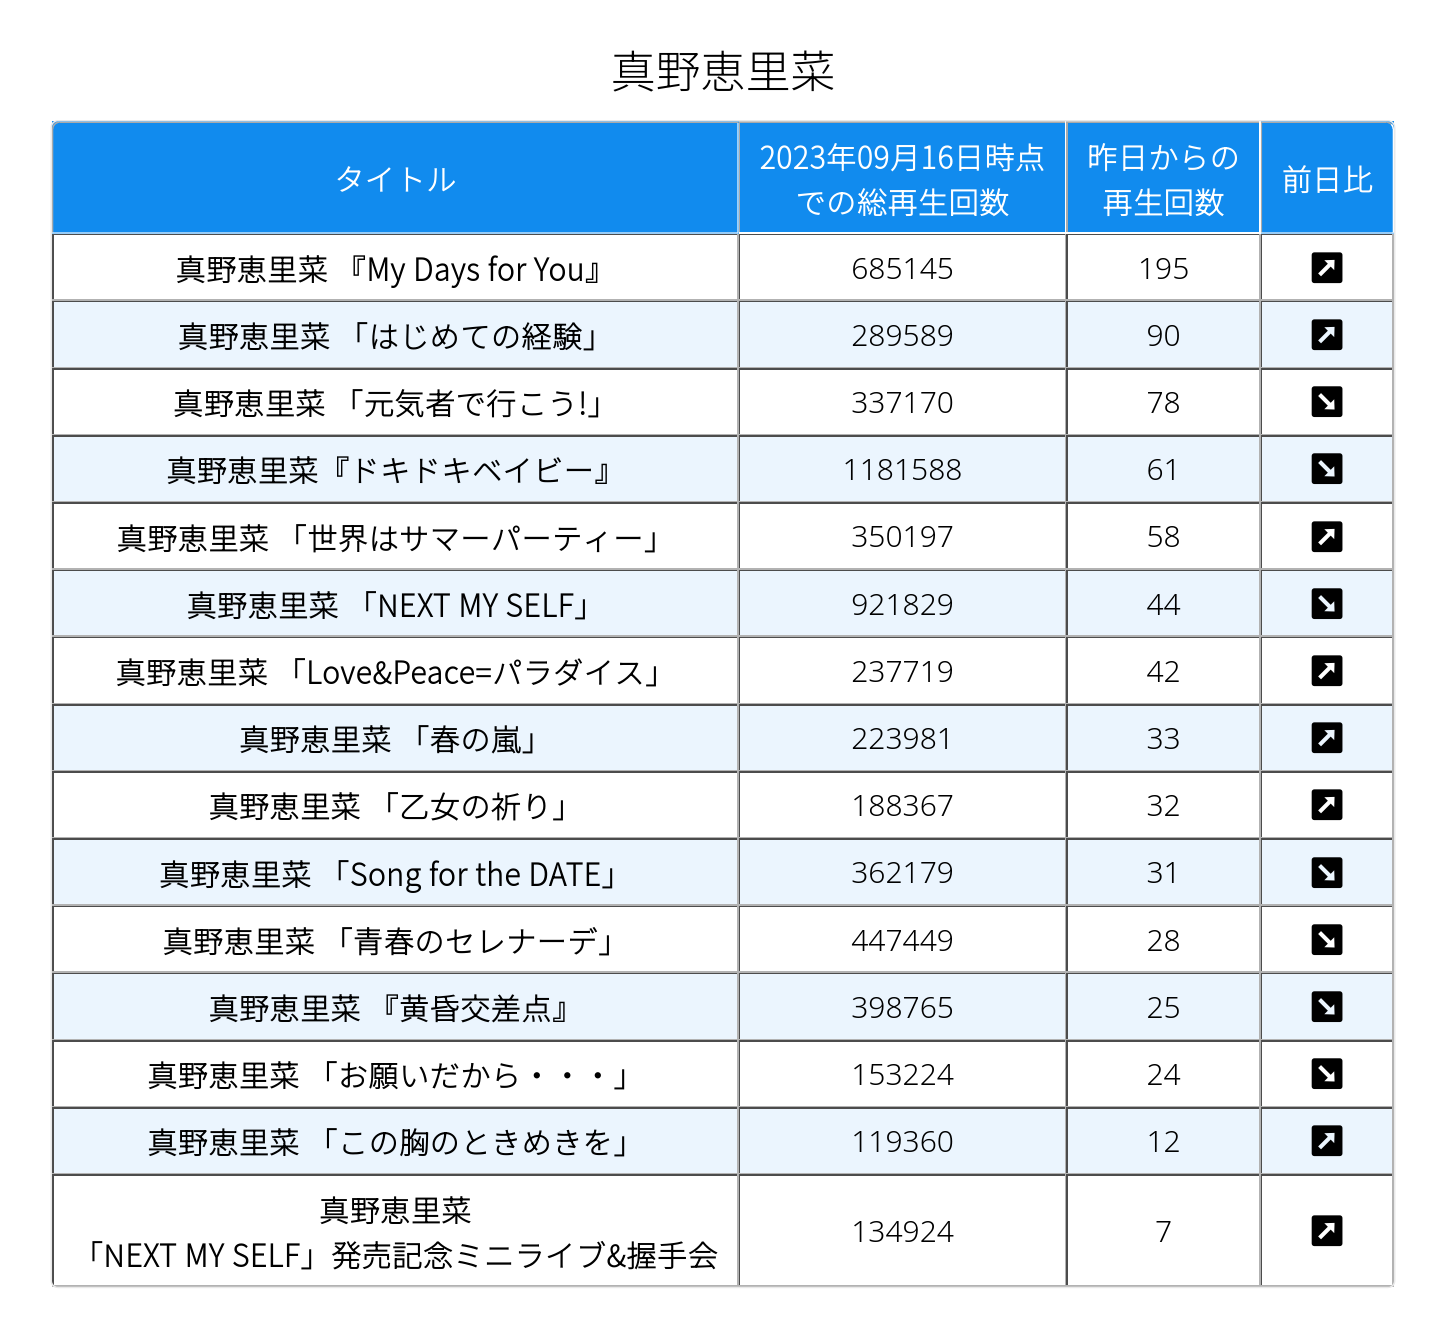 真野恵里菜
タイトル
2023年09月16日時点
での総再生回数
昨日からの
再生回数
前日比
真野恵里菜 『My Days for You』 685145 195 ↗
真野恵里菜 「はじめての経験」 289589 90 ↗
真野恵里菜 「元気者で行こう!」 337170 78 ↘
真野恵里菜『ドキドキベイビー』 1181588 61 ↘
真野恵里菜 「世界はサマーパーティー」 350197 58 ↗
真野恵里菜 「NEXT MY SELF」 921829 44 ↘
真野恵里菜 「Love&Peace=パラダイス」 237719 42 ↗
真野恵里菜 「春の嵐」 223981 33 ↗
真野恵里菜 「乙女の祈り」 188367 32 ↗
真野恵里菜 「Song for the DATE」 362179 31 ↘
真野恵里菜 「青春のセレナーデ」 447449 28 ↘
真野恵里菜 『黄昏交差点』 398765 25 ↘
真野恵里菜 「お願いだから・・・」 153224 24 ↘
真野恵里菜 「この胸のときめきを」 119360 12 ↗
真野恵里菜
「NEXT MY SELF」発売記念ミニライブ&握手会 134924 7 ↗